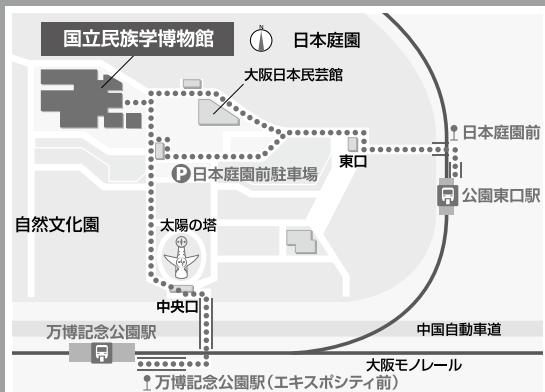 国立民族学博物館
N
日本庭園
大阪日本民芸館
日本庭園前
東口
P日本庭園前駐車場
公園東口駅
自然文化園
太陽の塔
中央口
万博記念公園駅
中国自動車道
大阪モノレール
万博記念公園駅(エキスポシティ前)